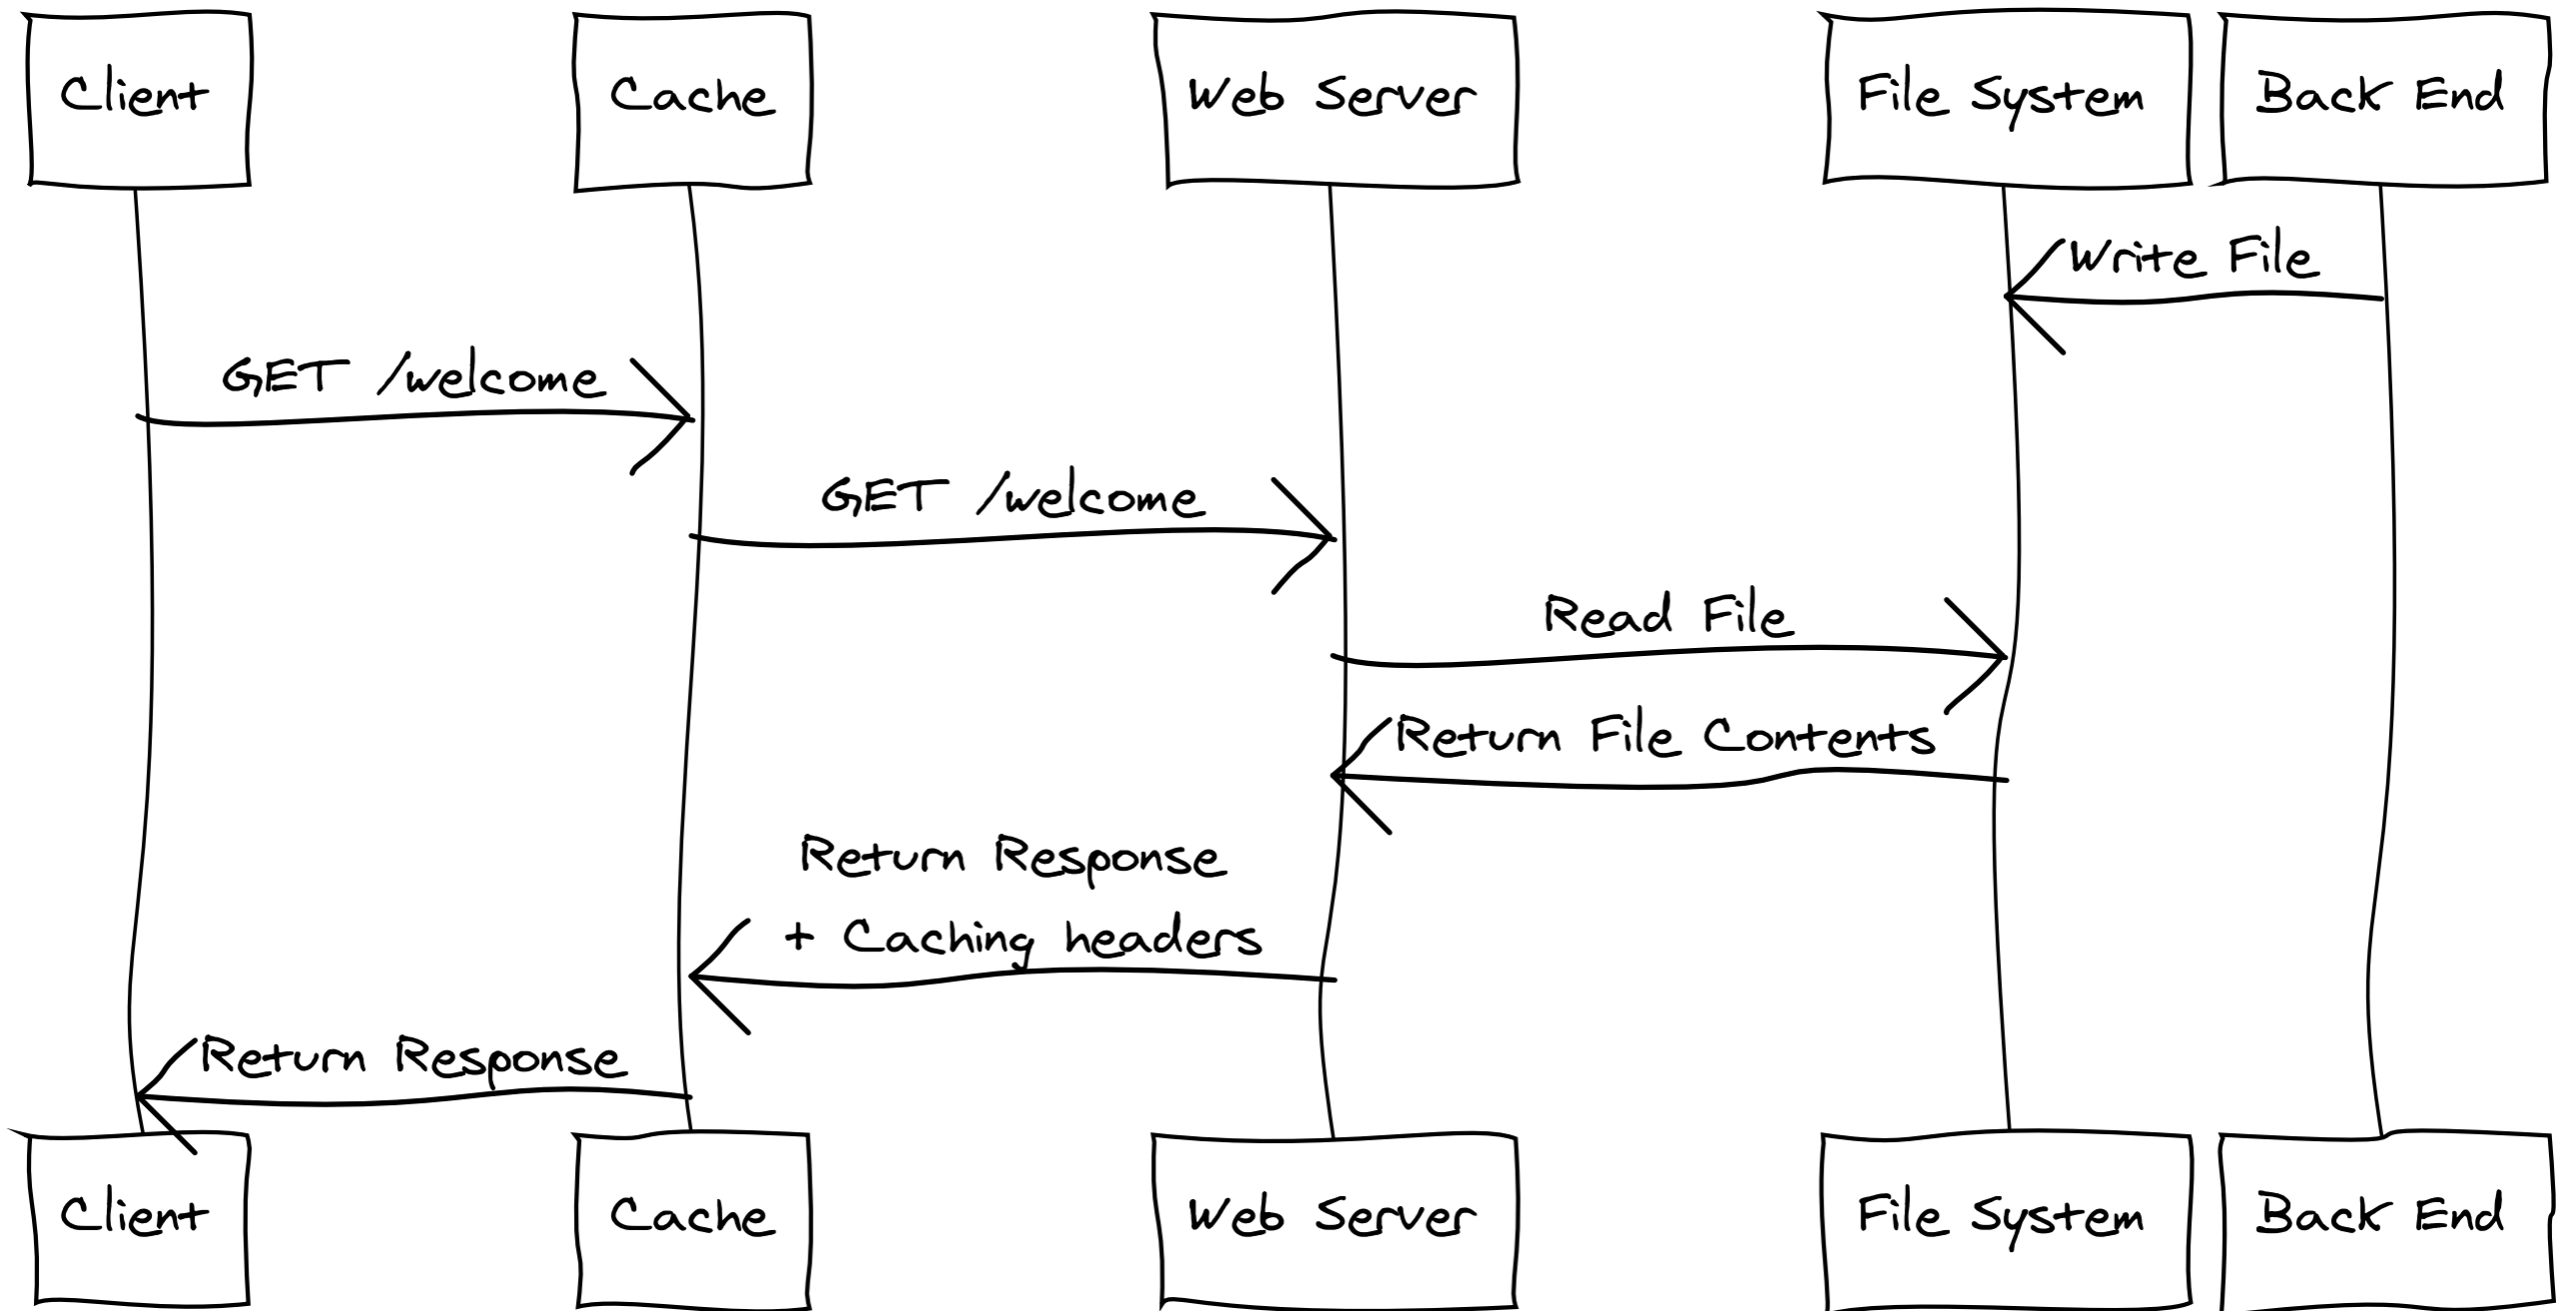 Client
Cache
Web Server
File System
Back End
Write File
GET /welcome
GET /welcome
Read File
Return File Contents
Return Response
+ Caching headers
Return Response
Client
Cache
Web Server
File System
Back End